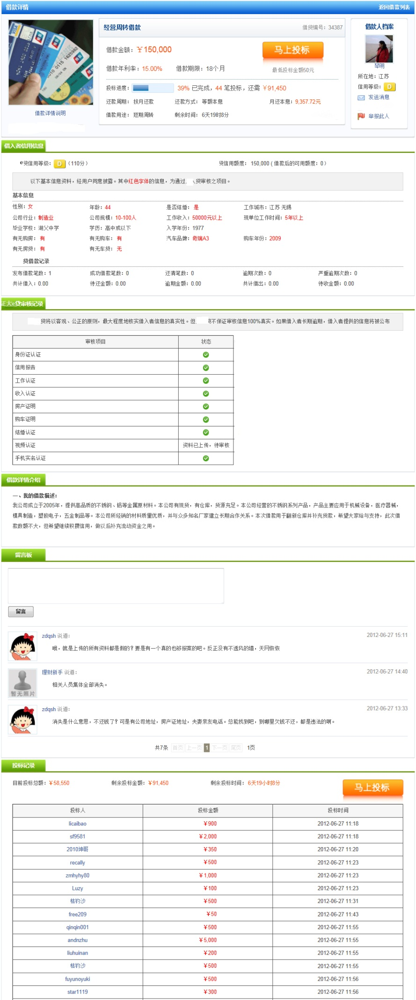 借款详情 返回借款列表
经营周转借款 借贷编号：34387
借款金额：￥150,000 马上投标
借款年利率：15.00% 借款期限：18个月 最低投标金额50元
投标进度： 39% 已完成，44 笔投标，还需 ￥91,450
还款周期： 按月还款 还款方式： 等额本息 月还本息：9,357.72元
借款用途： 短期周转 剩余时间： 6天19时8分
借款详情说明
借款人档案
琴明
所在地：江苏
信用等级： D
发送消息
举报此人
借入者信用信息
e贷信用等级： D （110分） 贷信用额度： 150,000 ( 借款后的可用额度：0 )
以下基本信息资料，经用户同意披露。其中红色字体的信息，为通过 贷审核之项目。
基本信息
性别：女 年龄：44 是否结婚： 是 工作城市：江苏 无锡
公司行业：制造业 公司规模：10-100人 工作收入：50000元以上 现单位工作时间：5年以上
毕业学校：湖父中学 学历：高中或以下 入学年份：1977
有无购房： 有 有无购车： 有 汽车品牌：奇瑞A3 购车年份：2009
有无房贷： 有 有无车贷： 无
贷借款记录
发布借款笔数：1 成功借款笔数：0 还清笔数：0 逾期次数：0 严重逾期次数：0
共计借入：0.00 待还金额：0.00 逾期金额：0.00 共计借出：0.00 待收金额：0.00
证大e贷审核记录
贷将以客观、公正的原则，最大程度地核实借入者信息的真实性。但 贷不保证审核信息100%真实。如果借入者长期逾期，借入者提供的信息将被公布
审核项目 状态
身份证认证
信用报告
工作认证
收入认证
房产证明
购车证明
结婚认证
视频认证 资料已上传，待审核
手机实名认证
借款详情介绍
一、我的借款描述：
我公司成立于2005年，提供高品质的不锈钢、铝等金属原材料。本公司有现货，有仓库，货源充足。本公司经营的不锈钢系列产品，产品主要应用于机械设备，医疗器械，
模具制造，塑胶电子，五金制品等。本公司所经销的材料质量优质，并与众多知名厂家建立长期合作关系。本次借款用于翻新仓库并补充货款，希望大家给与支持，此次借
款数额不大，但希望继续积攒信用，做以后补充流动资金之用。
留言板
留言
zdqsh 说道： 2012-06-27 15:11
哦，就是上传的所有资料都是假的？要是有一个真的也够报案的吧。反正没有不透风的墙，天网恢恢
理财新手 说道： 2012-06-27 14:40
相关人员集体全部消失。
暂无照片
zdqsh 说道： 2012-06-27 13:33
消失是什么意思，不还钱了？可是有公司地址，房产证地址，夫妻亲友电话。总能找到吧，到哪里欠钱不还，都是违法的啊。
共7条 首页 上一页 1 下一页 尾页 1页
投标记录
目前投标总额：￥58,550 剩余投标金额：￥91,450 剩余投标时间：6天19小时8分 马上投标
投标人 投标金额 投标时间
licaibao ￥900 2012-06-27 11:18
sf9581 ￥2,000 2012-06-27 11:18
2010坤哥 ￥350 2012-06-27 11:20
recally ￥500 2012-06-27 11:23
zmhyhy80 ￥1,000 2012-06-27 11:23
Luzy ￥100 2012-06-27 11:23
桔钓沙 ￥500 2012-06-27 11:31
free209 ￥50 2012-06-27 11:43
qinqin001 ￥500 2012-06-27 11:55
andnzhu ￥5,000 2012-06-27 11:55
liuhuinan ￥200 2012-06-27 11:55
桔钓沙 ￥500 2012-06-27 11:55
fuyunoyuki ￥500 2012-06-27 11:56
star1119 ￥300 2012-06-27 11:56